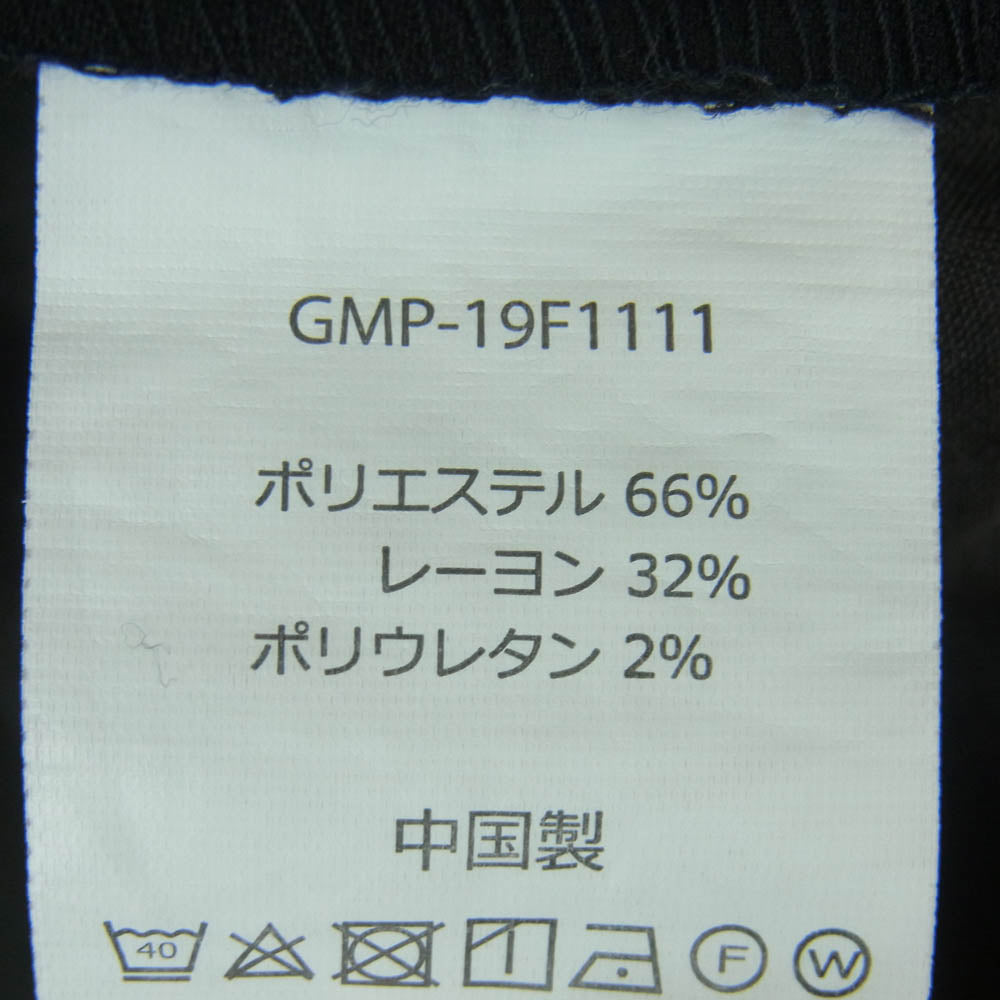 GMP-19F1111
ポリエステル 66%
レーヨン 32%
ポリウレタン 2%
中国製
40 F W